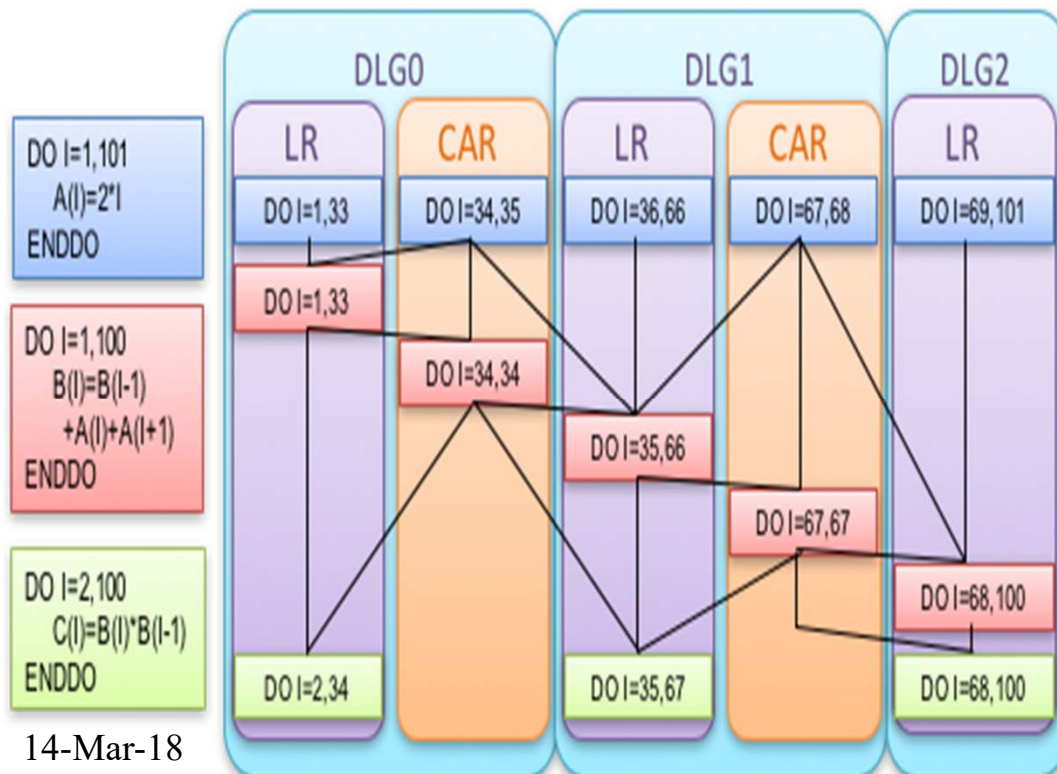 DLG0
DLG1
DLG2
LR
CAR
LR
CAR
LR
DO I=1,101
A(I)=2*I
ENDDO
DO I=1,33
DO I=34,35
DO I=36,66
DO I=67,68
DO I=69,101
DO I=1,100
B(I)=B(I-1)
+A(I)+A(I+1)
ENDDO
DO I=1,33
DO I=34,34
DO I=35,66
DO I=67,67
DO I=68,100
DO I=2,100
C(I)=B(I)*B(I-1)
ENDDO
DO I=2,34
DO I=35,67
DO I=68,100
14-Mar-18